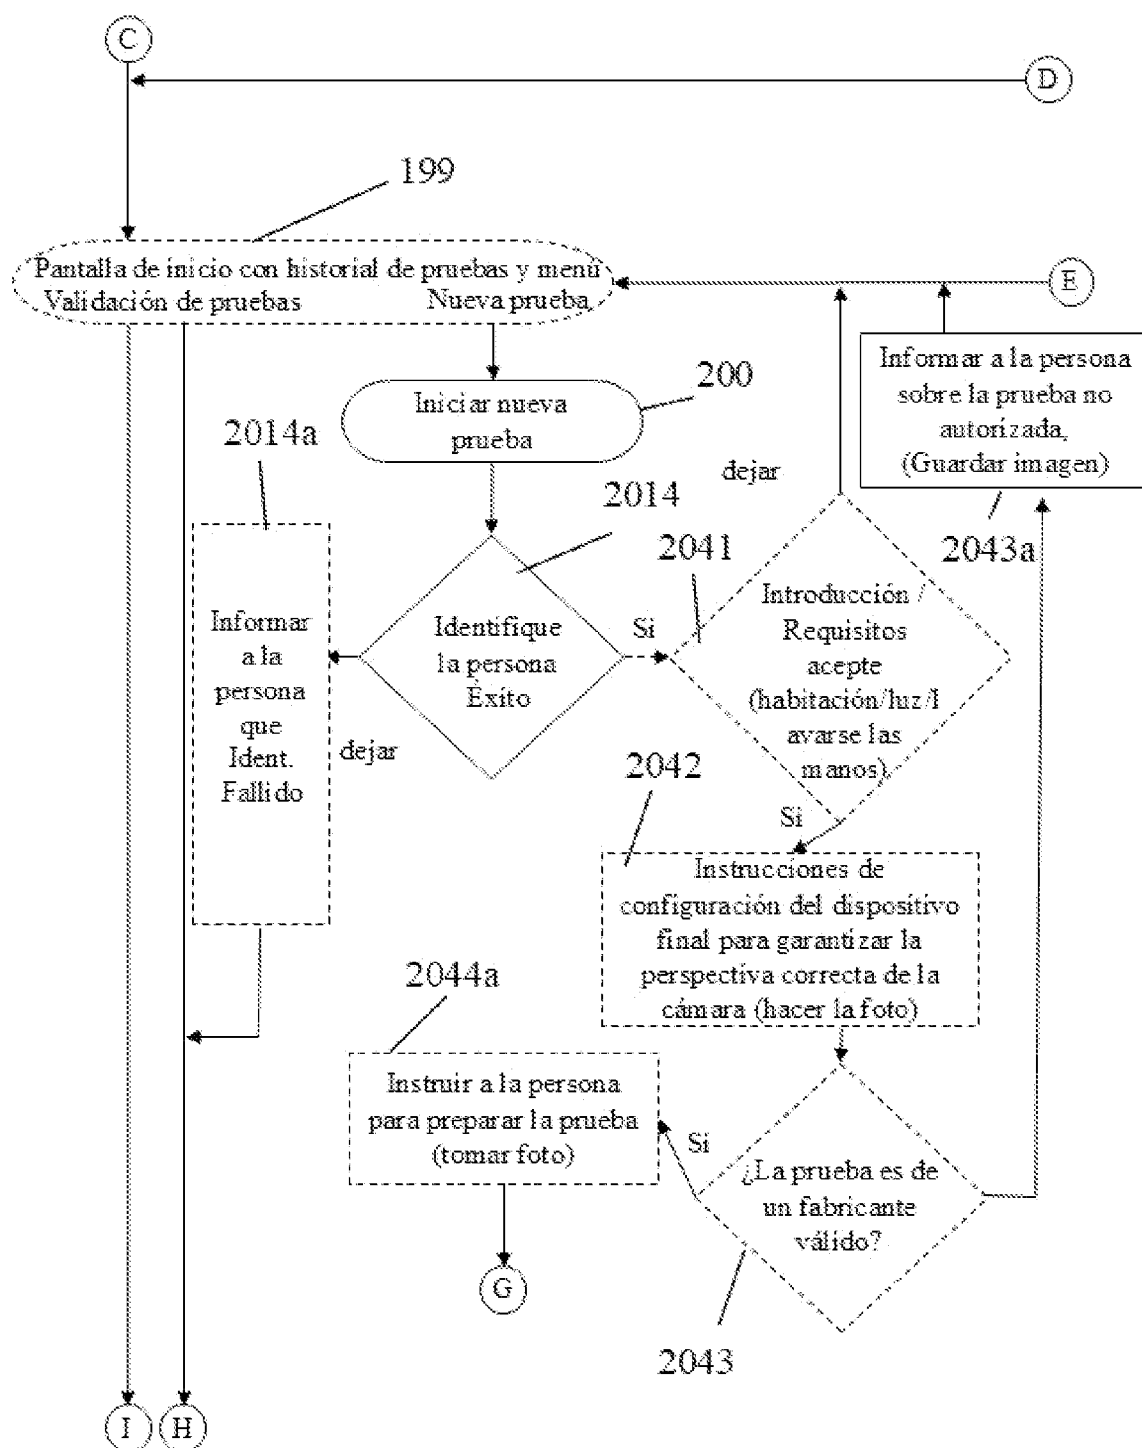 C
D
199
Pantalla de inicio con historial de pruebas y menú
Validación de pruebas Nueva prueba
E
Informar a la persona
sobre la prueba no
autorizada,
(Guardar imagen)
200
Iniciar nueva
prueba
2014a
dejar
2014
2041
2043a
Informar
a la
persona
que
Ident.
Fallido
Identifique
la persona
Éxito
Si
Introducción /
Requisitos
acepte
(habitación/luz/l
avarse las
manos)
dejar
2042
Si
Instrucciones de
configuración del dispositivo
final para garantizar la
perspectiva correcta de la
cámara (hacer la foto)
2044a
Instruir a la persona
para preparar la prueba
(tomar foto)
Si
¿La prueba es de
un fabricante
válido?
G
2043
I
H